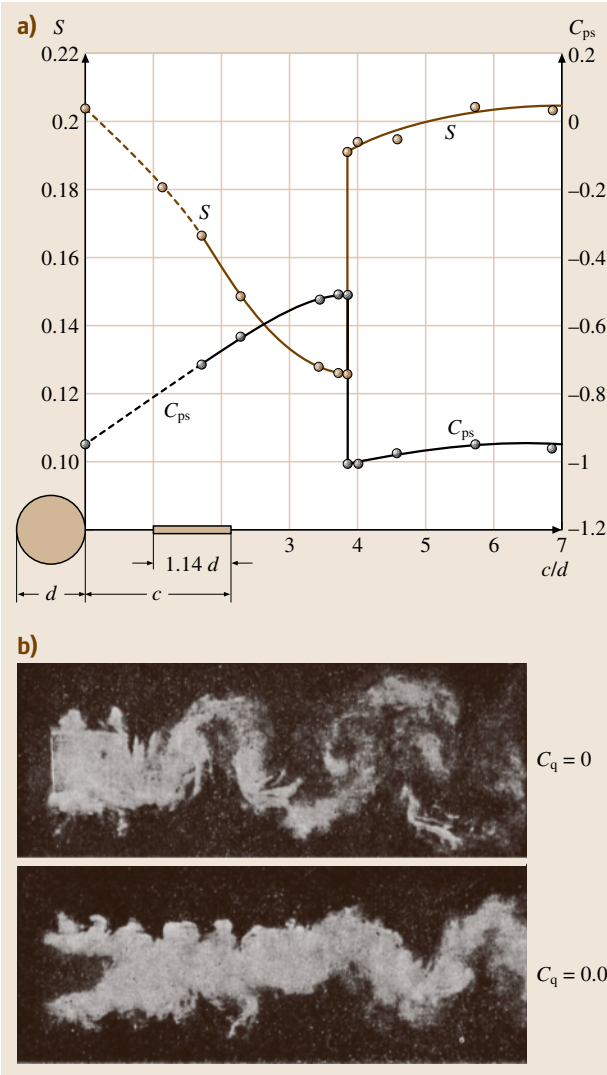 a) S
C_ps
0.22
0.2
0.2
0
0.18
−0.2
0.16
−0.4
0.14
−0.6
0.12
−0.8
0.10
−1
−1.2
S
S
C_ps
C_ps
3 4 5 6 7
c/d
1.14 d
d c
b)
C_q = 0
C_q = 0.0